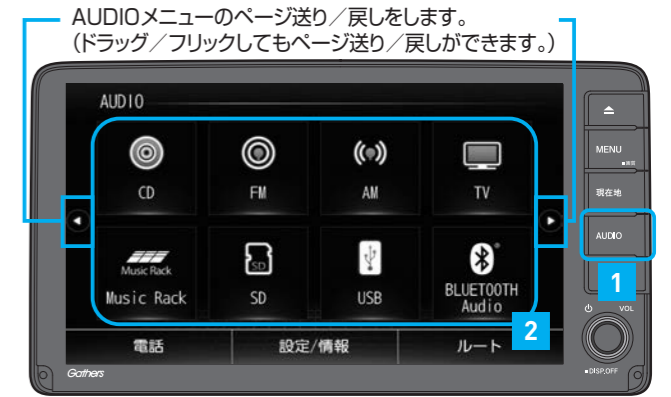 AUDIOメニューのページ送り／戻しをします。
（ドラッグ／フリックしてもページ送り／戻しができます。）
AUDIO
CD
FM
AM
TV
Music Rack
Music Rack
SD
SD
USB
BLUETOOTH
Audio
2
電話
設定/情報
ルート
Gathers
MENU
■画面
現在地
AUDIO
1
VOL
■DISP.OFF